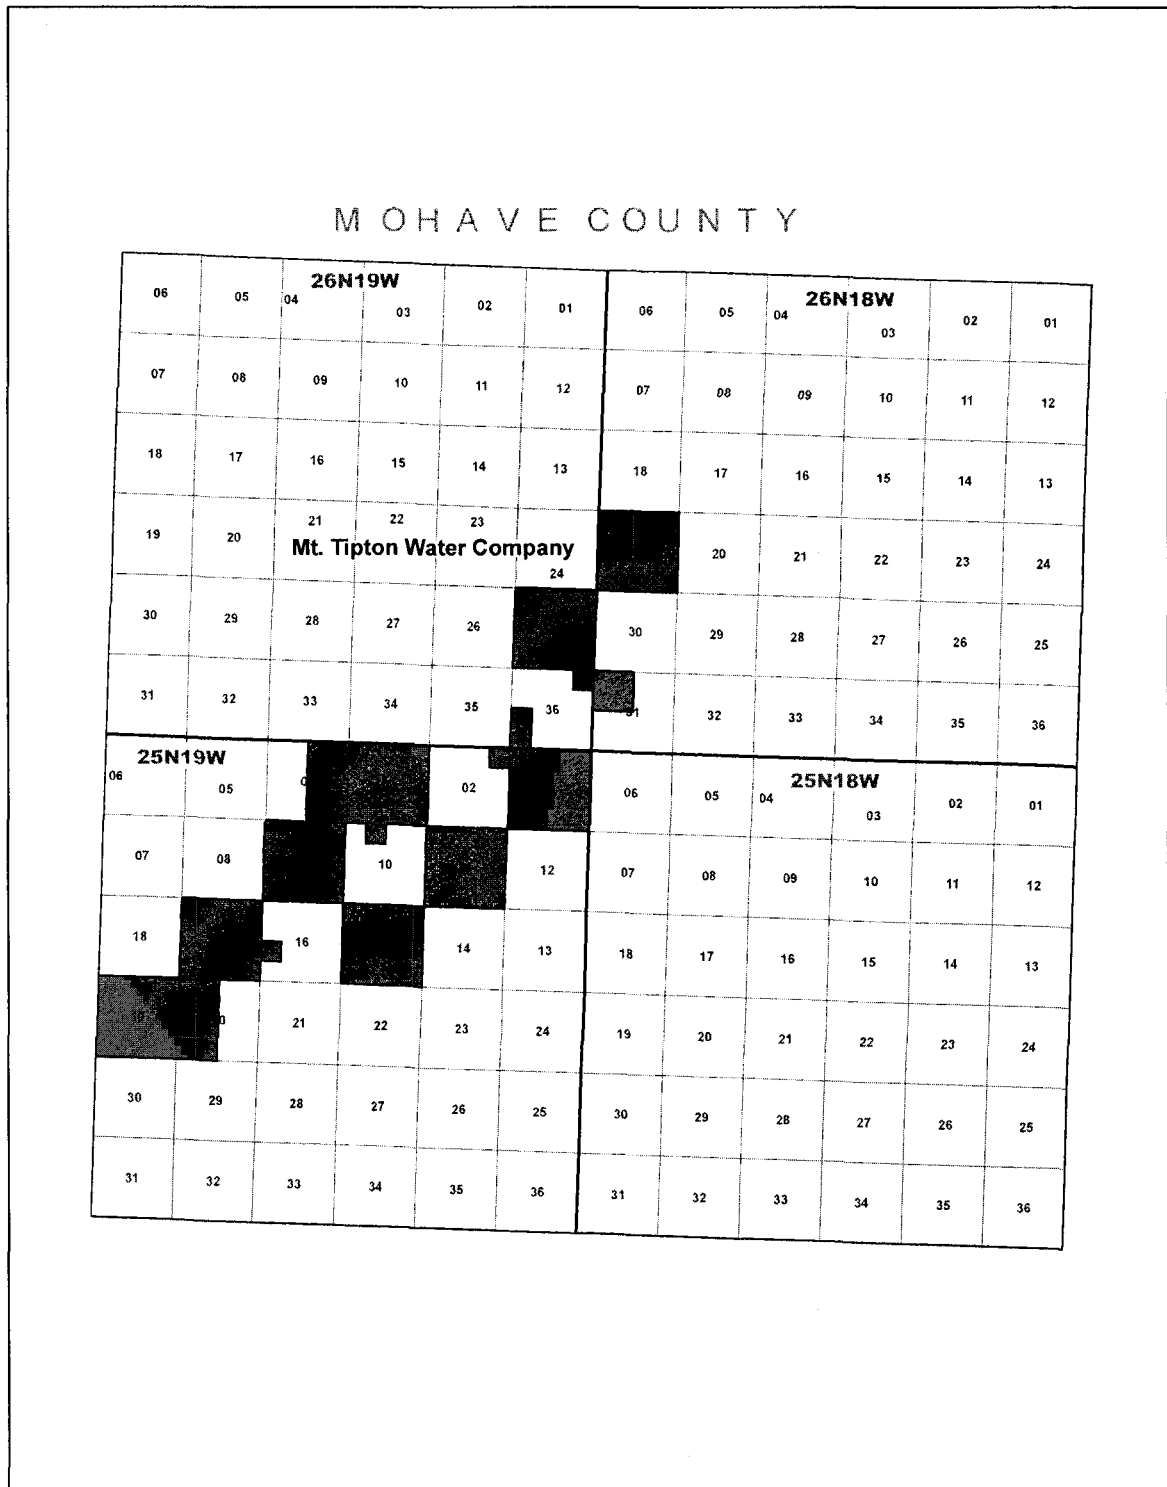 MOHAVE COUNTY
26N19W
26N18W
06 05 04 03 02 01 06 05 04 03 02 01
07 08 09 10 11 12 07 08 09 10 11 12
18 17 16 15 14 13 18 17 16 15 14 13
19 20 21 22 23 24 20 21 22 23 24
Mt. Tipton Water Company
30 29 28 27 26 30 29 28 27 26 25
31 32 33 34 35 36 31 32 33 34 35 36
25N19W
25N18W
06 05 02 06 05 04 03 02 01
07 08 10 12 07 08 09 10 11 12
18 16 14 13 18 17 16 15 14 13
21 22 23 24 19 20 21 22 23 24
30 29 28 27 26 25 30 29 28 27 26 25
31 32 33 34 35 36 31 32 33 34 35 36